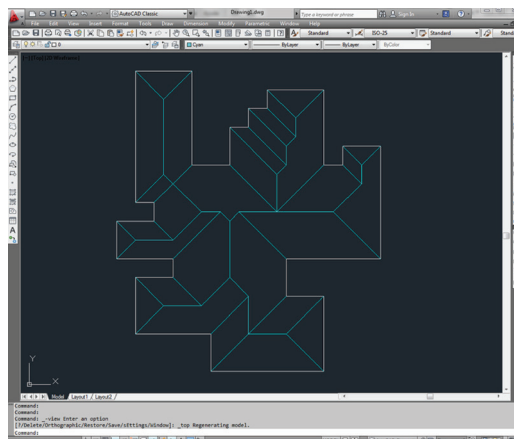 AutoCAD Classic
Drawing5.dwg
Type a keyword or phrase
Sign In
File Edit View Insert Format Tools Draw Dimension Modify Parametric Window Help
Standard
ISO-25
Standard
0
Cyan
ByLayer
ByLayer
ByColor
A
Y
X
Model Layout1 Layout2
Command:
Command:
Command: _-view Enter an option
[?/Delete/Orthographic/Restore/Save/sEttings/Window]: _top Regenerating model.
Command: